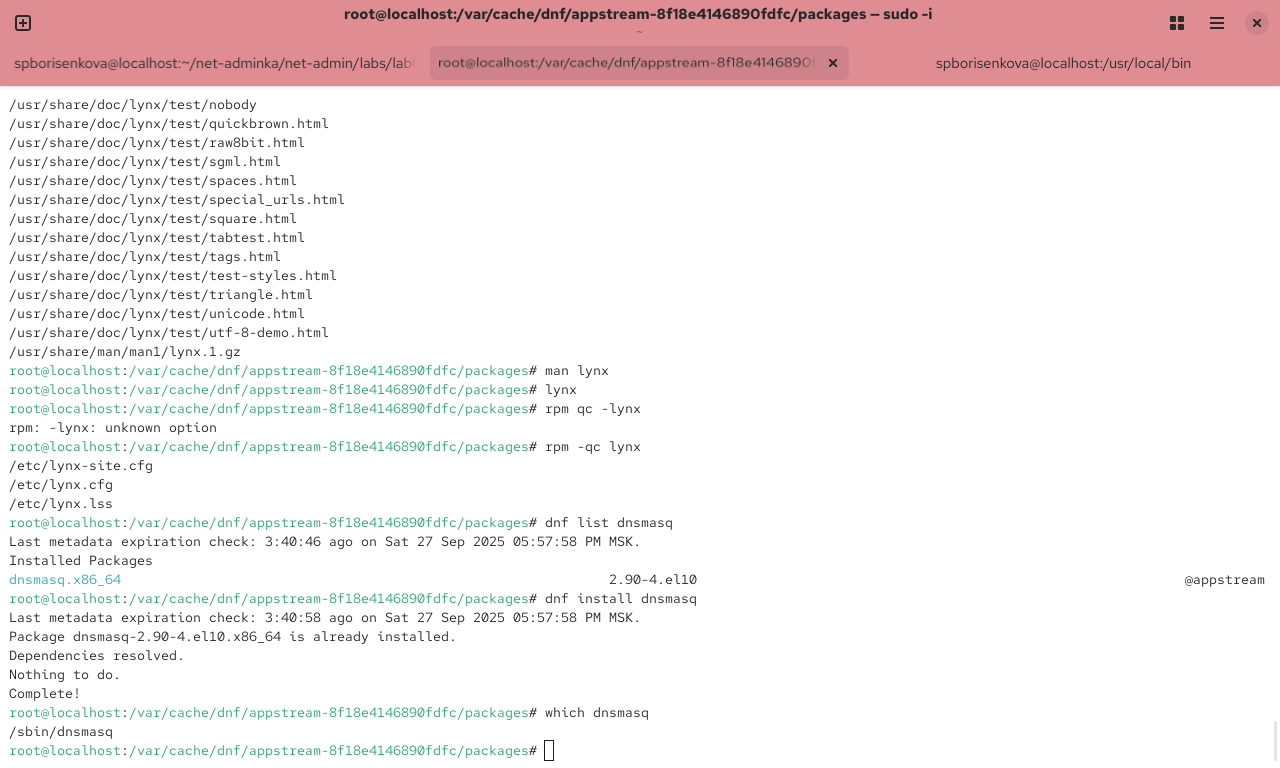 root@localhost:/var/cache/dnf/appstream-8f18e4146890fdfc/packages — sudo -i
~
spborisenkova@localhost:~/net-adminka/net-admin/labs/lab
root@localhost:/var/cache/dnf/appstream-8f18e4146890f
spborisenkova@localhost:/usr/local/bin
/usr/share/doc/lynx/test/nobody
/usr/share/doc/lynx/test/quickbrown.html
/usr/share/doc/lynx/test/raw8bit.html
/usr/share/doc/lynx/test/sgml.html
/usr/share/doc/lynx/test/spaces.html
/usr/share/doc/lynx/test/special_urls.html
/usr/share/doc/lynx/test/square.html
/usr/share/doc/lynx/test/tabtest.html
/usr/share/doc/lynx/test/tags.html
/usr/share/doc/lynx/test/test-styles.html
/usr/share/doc/lynx/test/triangle.html
/usr/share/doc/lynx/test/unicode.html
/usr/share/doc/lynx/test/utf-8-demo.html
/usr/share/man/man1/lynx.1.gz
root@localhost:/var/cache/dnf/appstream-8f18e4146890fdfc/packages# man lynx
root@localhost:/var/cache/dnf/appstream-8f18e4146890fdfc/packages# lynx
root@localhost:/var/cache/dnf/appstream-8f18e4146890fdfc/packages# rpm qc -lynx
rpm: -lynx: unknown option
root@localhost:/var/cache/dnf/appstream-8f18e4146890fdfc/packages# rpm -qc lynx
/etc/lynx-site.cfg
/etc/lynx.cfg
/etc/lynx.lss
root@localhost:/var/cache/dnf/appstream-8f18e4146890fdfc/packages# dnf list dnsmasq
Last metadata expiration check: 3:40:46 ago on Sat 27 Sep 2025 05:57:58 PM MSK.
Installed Packages
dnsmasq.x86_64 2.90-4.el10 @appstream
root@localhost:/var/cache/dnf/appstream-8f18e4146890fdfc/packages# dnf install dnsmasq
Last metadata expiration check: 3:40:58 ago on Sat 27 Sep 2025 05:57:58 PM MSK.
Package dnsmasq-2.90-4.el10.x86_64 is already installed.
Dependencies resolved.
Nothing to do.
Complete!
root@localhost:/var/cache/dnf/appstream-8f18e4146890fdfc/packages# which dnsmasq
/sbin/dnsmasq
root@localhost:/var/cache/dnf/appstream-8f18e4146890fdfc/packages#